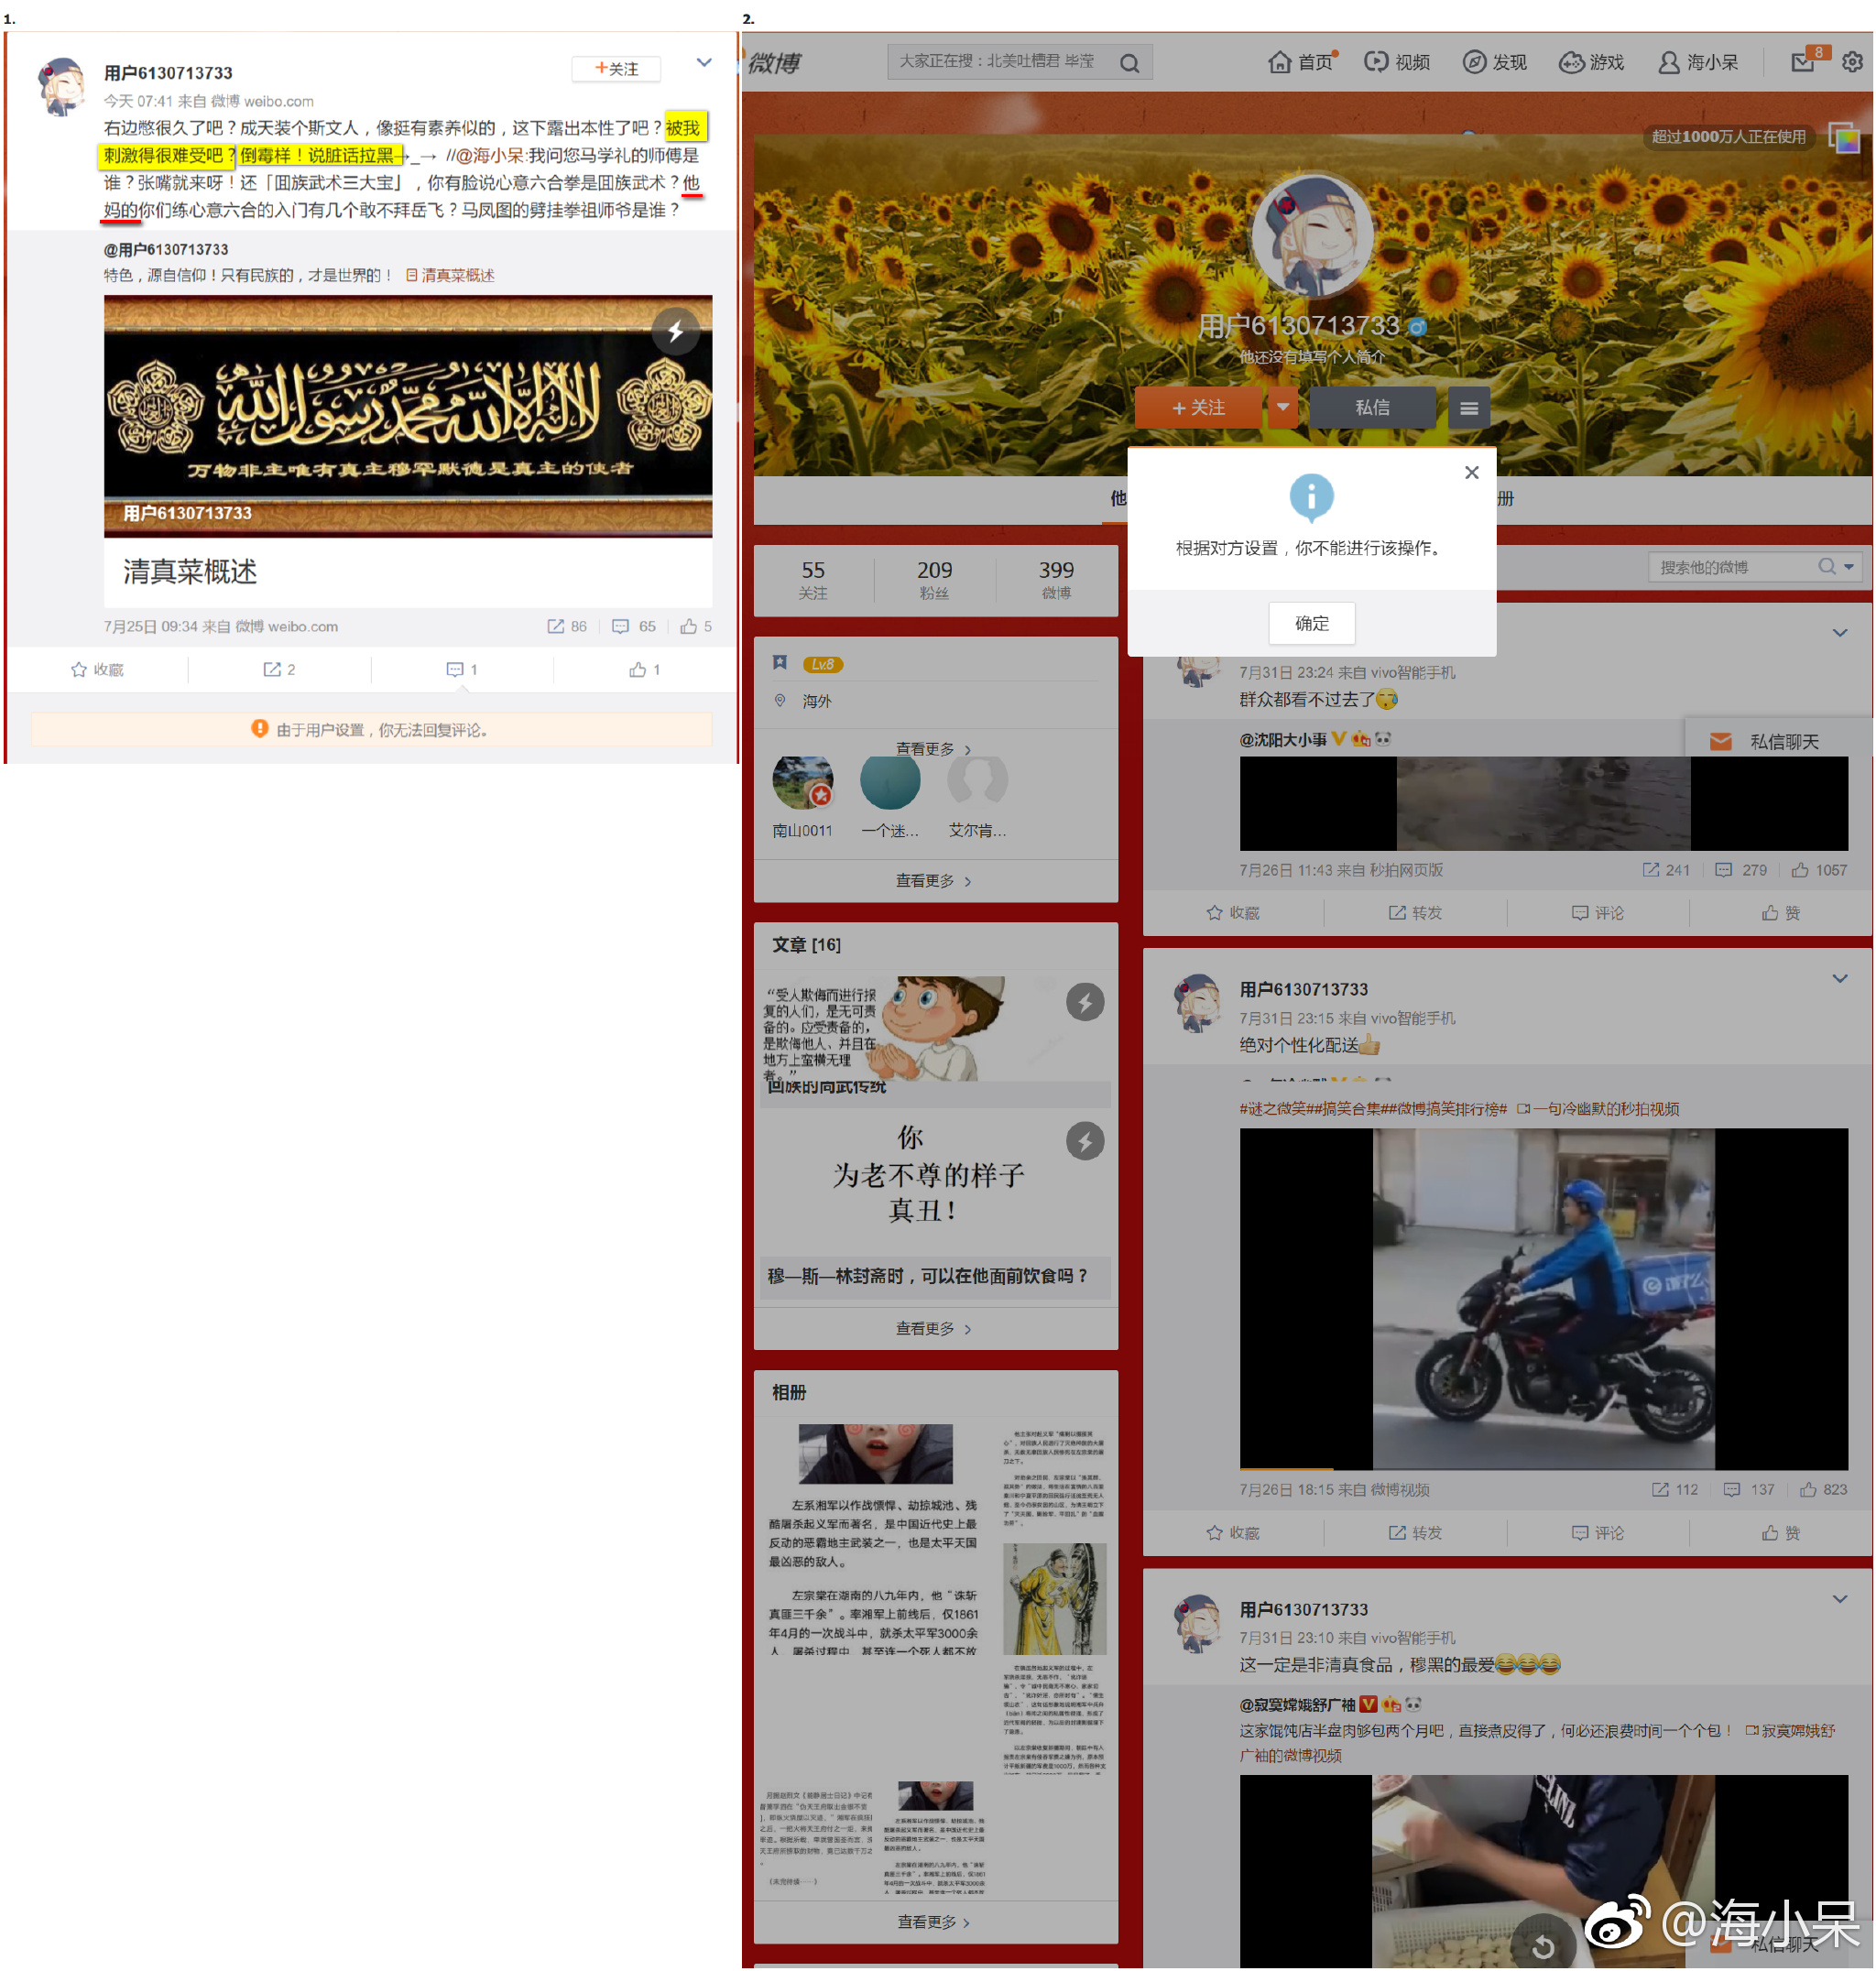 1.
用户6130713733
+关注
今天 07:41 来自 微博 weibo.com
右边憋很久了吧？成天装个斯文人，像挺有素养似的，这下露出本性了吧？被我
刺激得很难受吧？倒霉样！说脏话拉黑→_→ //@海小呆:我问您马学礼的师傅是
谁？张嘴就来呀！还「回族武术三大宝」，你有脸说心意六合拳是回族武术？他
妈的你们练心意六合的入门有几个敢不拜岳飞？马凤图的劈挂拳祖师爷是谁？
@用户6130713733
特色，源自信仰！只有民族的，才是世界的！ 清真菜概述
万物非主唯有真主穆罕默德是真主的使者
用户6130713733
清真菜概述
7月25日 09:34 来自 微博 weibo.com
86 65 5
收藏 2 1 1
由于用户设置，你无法回复评论。
2.
微博
大家正在搜：北美吐槽君 毕滢
首页 视频 发现 游戏 海小呆 8
超过1000万人正在使用
用户6130713733
他还没有填写个人简介
+关注 私信
他
册
根据对方设置，你不能进行该操作。
确定
55 209 399
关注 粉丝 微博
搜索他的微博
Lv.8
海外
查看更多
南山0011 一个迷... 艾尔肯...
查看更多
文章 [16]
“受人欺侮而进行报
复的人们，是无可责
备的。应受责备的，
是欺侮他人、并且在
地方上蛮横无理
者。”
回族的尚武传统
你
为老不尊的样子
真丑！
穆—斯—林封斋时，可以在他面前饮食吗？
查看更多
相册
左系湘军以作战慓悍、劫掠城池、残
酷屠杀起义军而著名，是中国近代史上最
反动的恶霸地主武装之一，也是太平天国
最凶恶的敌人。
左宗棠在湖南的八九年内，他“诛斩
真匪三千余”。率湘军上前线后，仅1861
年4月的一次战斗中，就杀太平军3000余
人，屠杀过程中，甚至连一个死人都不放
查看更多
7月31日 23:24 来自 vivo智能手机
群众都看不过去了
@沈阳大小事
私信聊天
7月26日 11:43 来自 秒拍网页版
241 279 1057
收藏 转发 评论 赞
用户6130713733
7月31日 23:15 来自 vivo智能手机
绝对个性化配送
#谜之微笑##搞笑合集##微博搞笑排行榜# 一句冷幽默的秒拍视频
饿了么
7月26日 18:15 来自 微博视频
112 137 823
收藏 转发 评论 赞
用户6130713733
7月31日 23:10 来自 vivo智能手机
这一定是非清真食品，穆黑的最爱
@寂寞嫦娥舒广袖
这家馄饨店半盘肉够包两个月吧，直接煮皮得了，何必还浪费时间一个个包！ 寂寞嫦娥舒
广袖的微博视频
@海小呆
私信聊天